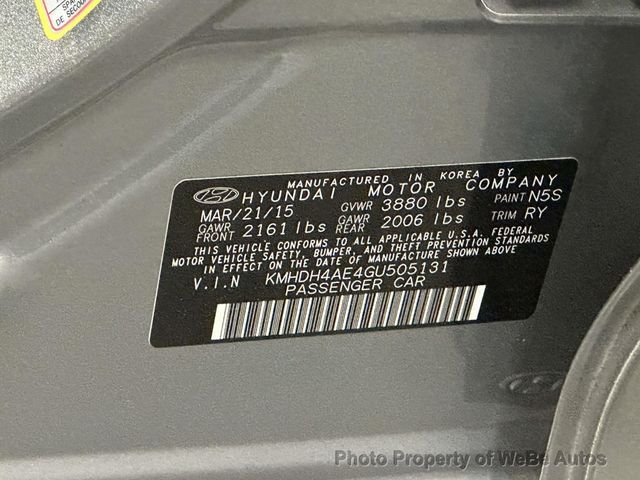 SPA
DE SECOU
MANUFACTURED IN KOREA BY
HYUNDAI MOTOR COMPANY
MAR/21/15 GVWR 3880 lbs PAINT N5S
GAWR FRONT 2161 lbs GAWR REAR 2006 lbs TRIM RY
THIS VEHICLE CONFORMS TO ALL APPLICABLE U.S.A. FEDERAL
MOTOR VEHICLE SAFETY, BUMPER, AND THEFT PREVENTION STANDARDS
IN EFFECT ON THE DATE OF MANUFACTURE SHOWN ABOVE
V.I.N KMHDH4AE4GU505131
PASSENGER CAR
Photo Property of WeBe Autos